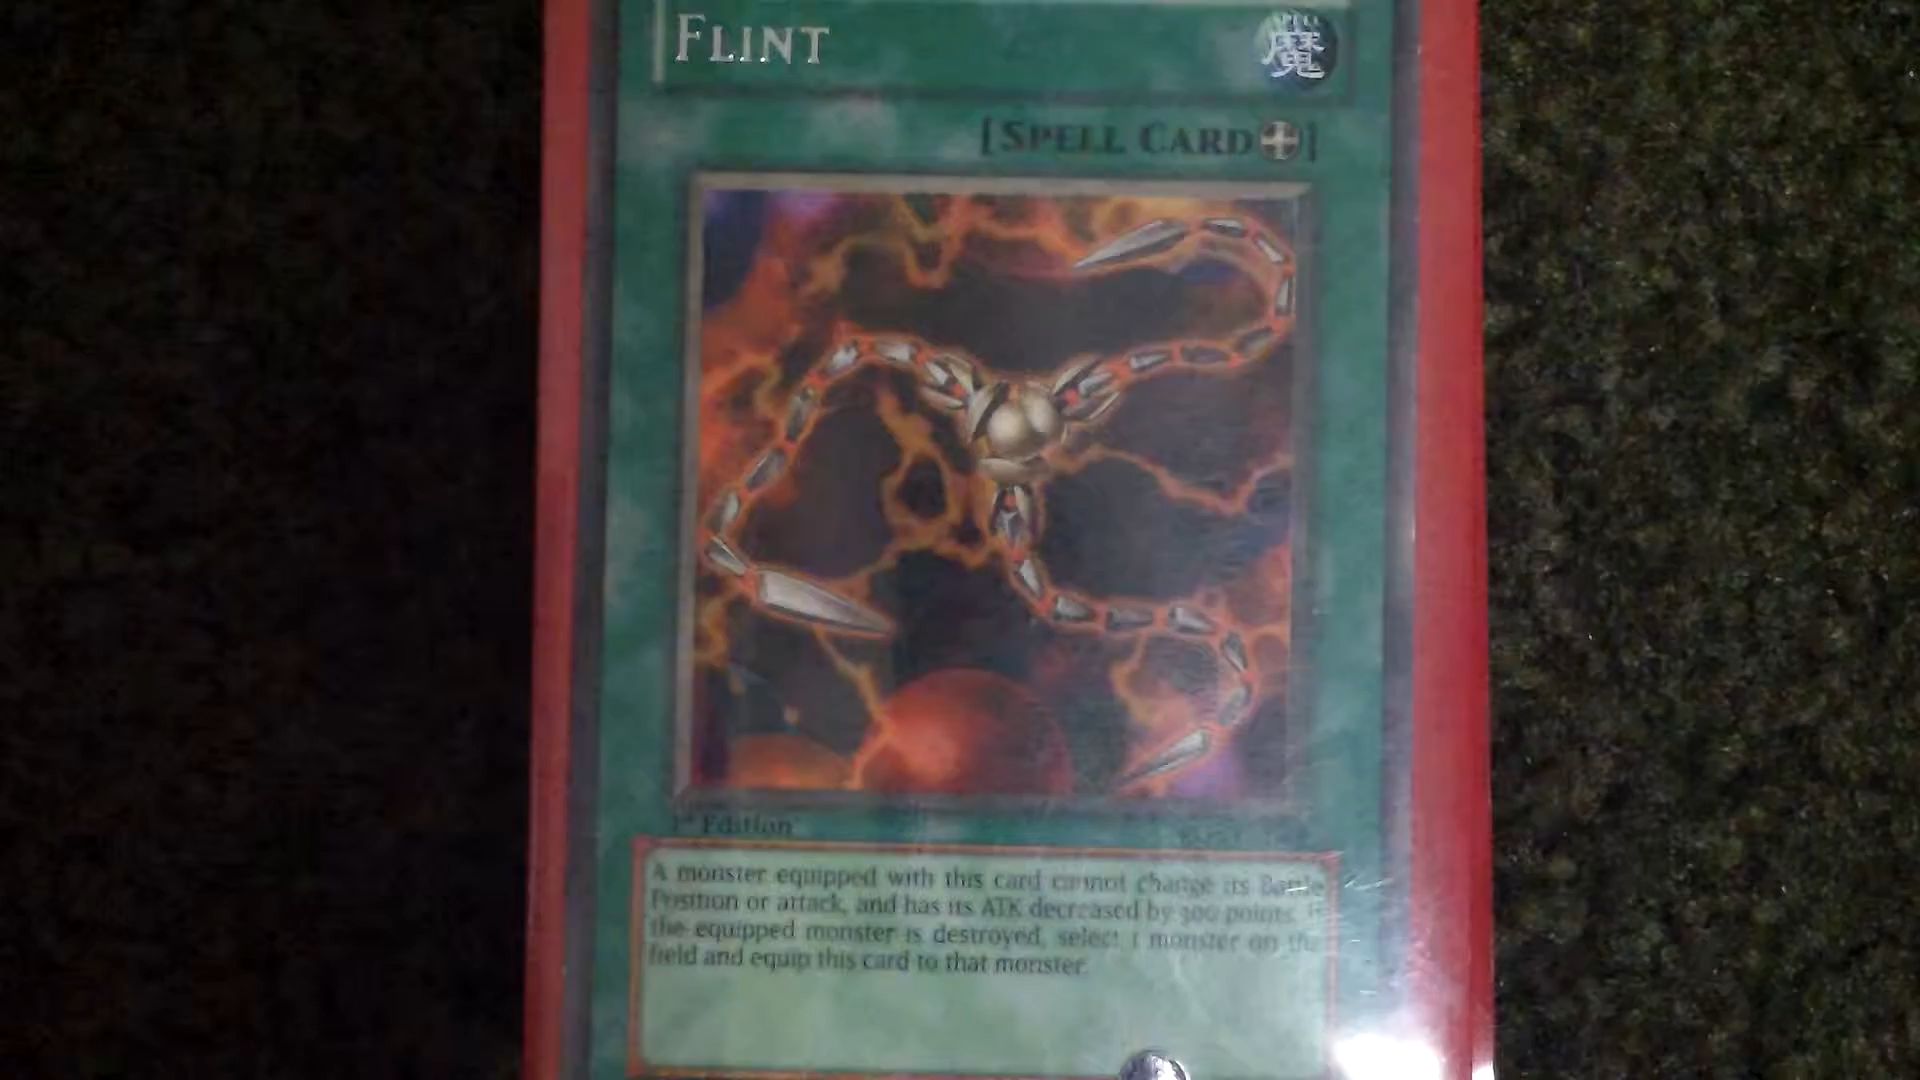 FLINT
魔
[SPELL CARD]
1st Edition
A monster equipped with this card cannot change its Battle
Position or attack, and has its ATK decreased by 300 points. If
the equipped monster is destroyed, select 1 monster on the
field and equip this card to that monster.